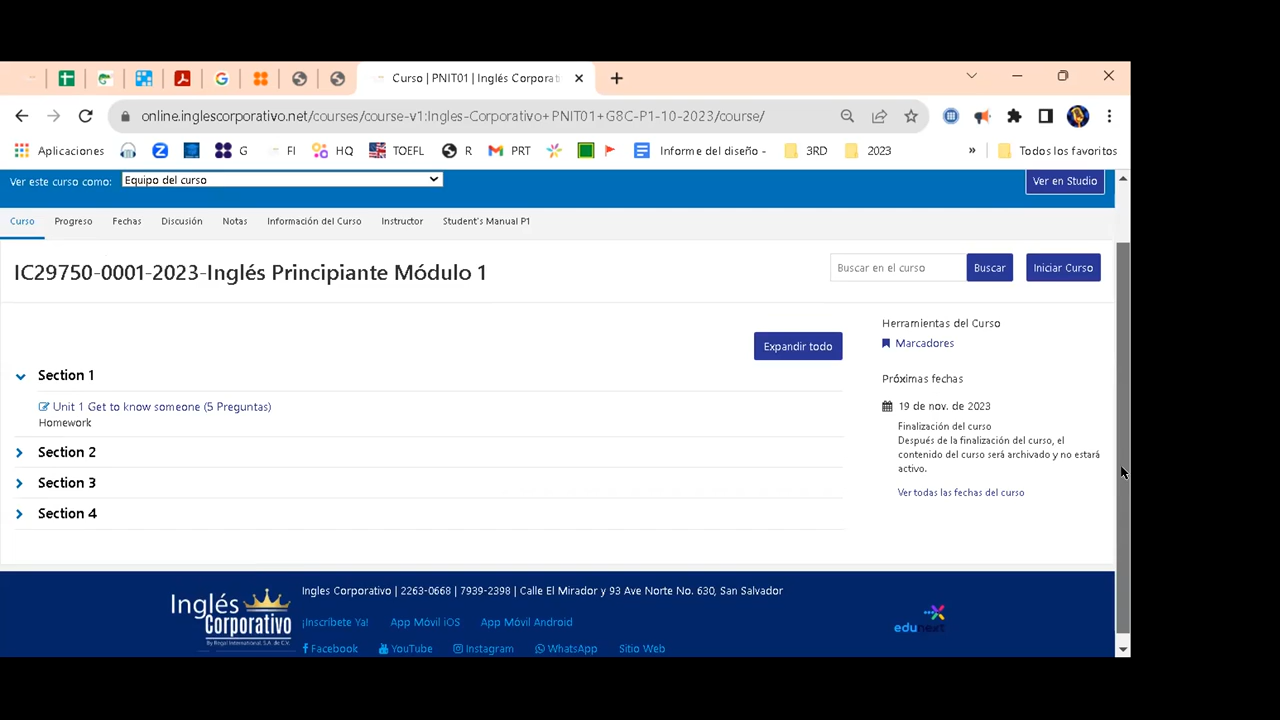 Curso | PNIT01 | Inglés Corporat
online.inglescorporativo.net/courses/course-v1:Ingles-Corporativo+PNIT01+G8C-P1-10-2023/course/
Aplicaciones G FI HQ TOEFL R PRT Informe del diseño - 3RD 2023 » Todos los favoritos
Ver este curso como: Equipo del curso Ver en Studio
Curso Progreso Fechas Discusión Notas Información del Curso Instructor Student's Manual P1
IC29750-0001-2023-Inglés Principiante Módulo 1
Buscar en el curso Buscar Iniciar Curso
Expandir todo
Section 1
Unit 1 Get to know someone (5 Preguntas)
Homework
Section 2
Section 3
Section 4
Herramientas del Curso
Marcadores
Próximas fechas
19 de nov. de 2023
Finalización del curso
Después de la finalización del curso, el
contenido del curso será archivado y no estará
activo.
Ver todas las fechas del curso
Inglés
Corporativo
By Regal International, S.A. de C.V.
Ingles Corporativo | 2263-0668 | 7939-2398 | Calle El Mirador y 93 Ave Norte No. 630, San Salvador
¡Inscríbete Ya! App Móvil iOS App Móvil Android
Facebook YouTube Instagram WhatsApp Sitio Web
edunext